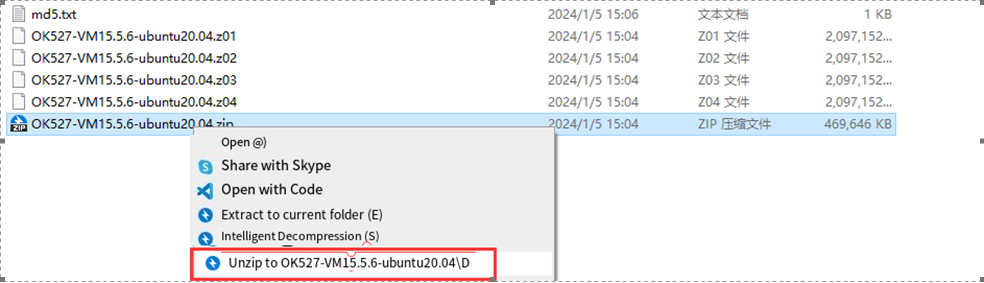 md5.txt 2024/1/5 15:06 文本文档 1 KB
OK527-VM15.5.6-ubuntu20.04.z01 2024/1/5 15:04 Z01 文件 2,097,152...
OK527-VM15.5.6-ubuntu20.04.z02 2024/1/5 15:04 Z02 文件 2,097,152...
OK527-VM15.5.6-ubuntu20.04.z03 2024/1/5 15:04 Z03 文件 2,097,152...
OK527-VM15.5.6-ubuntu20.04.z04 2024/1/5 15:04 Z04 文件 2,097,152...
ZIP OK527-VM15.5.6-ubuntu20.04.zip 2024/1/5 15:04 ZIP 压缩文件 469,646 KB
Open @)
Share with Skype
Open with Code
Extract to current folder (E)
Intelligent Decompression (S)
Unzip to OK527-VM15.5.6-ubuntu20.04\D